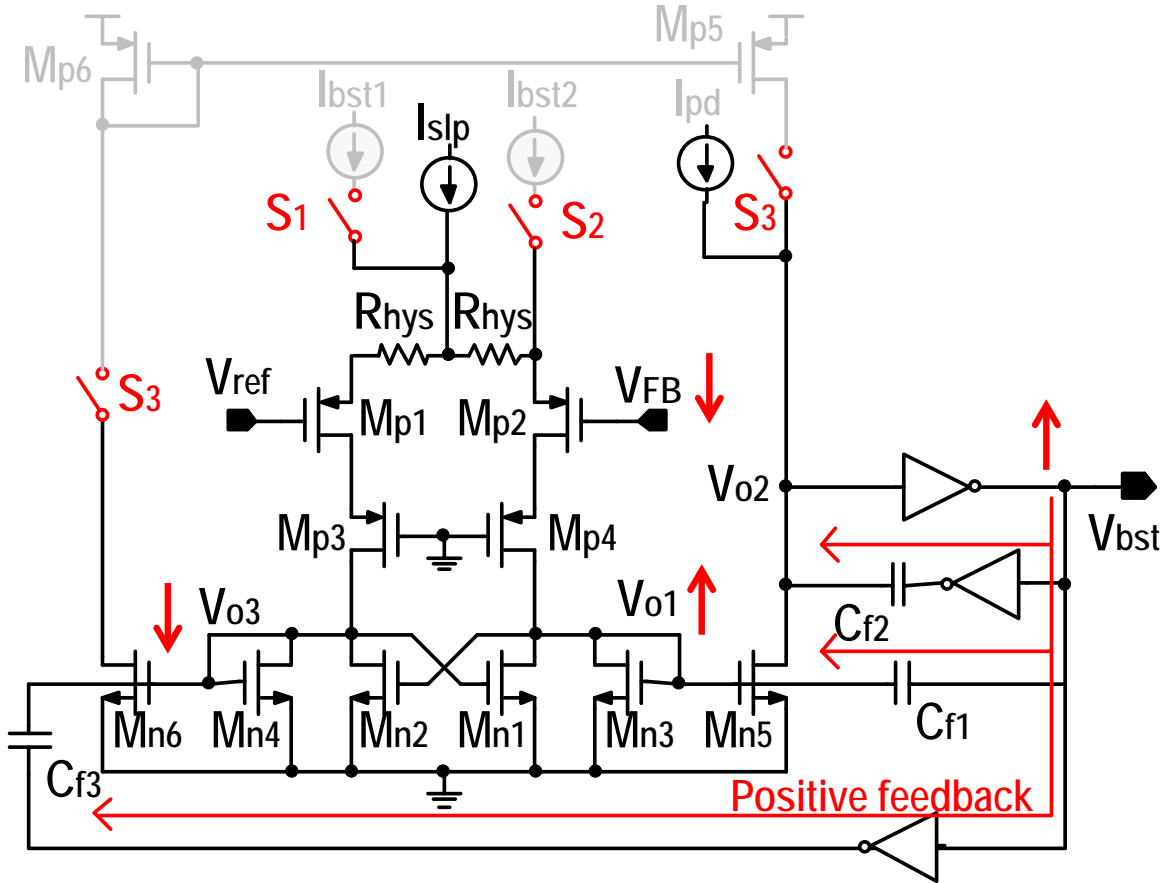 Mp6
Mp5
Ibst1
Islp
Ibst2
Ipd
S1
S2
S3
Rhys
Rhys
S3
Vref
Mp1
Mp2
VFB
Vo2
Vbst
Mp3
Mp4
Vo3
Vo1
Cf2
Mn6
Mn4
Mn2
Mn1
Mn3
Mn5
Cf1
Cf3
Positive feedback